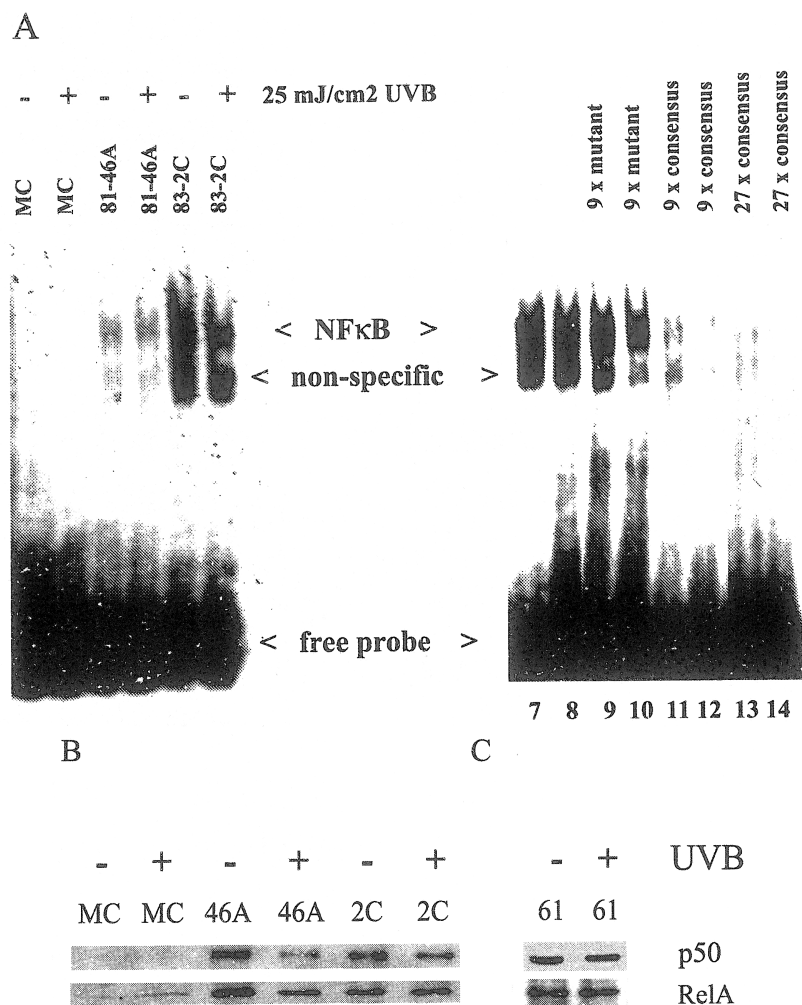 A
- + - + - + 25 mJ/cm2 UVB
MC MC 81-46A 81-46A 83-2C 83-2C
9 x mutant 9 x mutant 9 x consensus 9 x consensus 27 x consensus 27 x consensus
< NFκB >
< non-specific >
< free probe >
7 8 9 10 11 12 13 14
B
- + - + - +
MC MC 46A 46A 2C 2C
C
- + UVB
61 61
p50
RelA